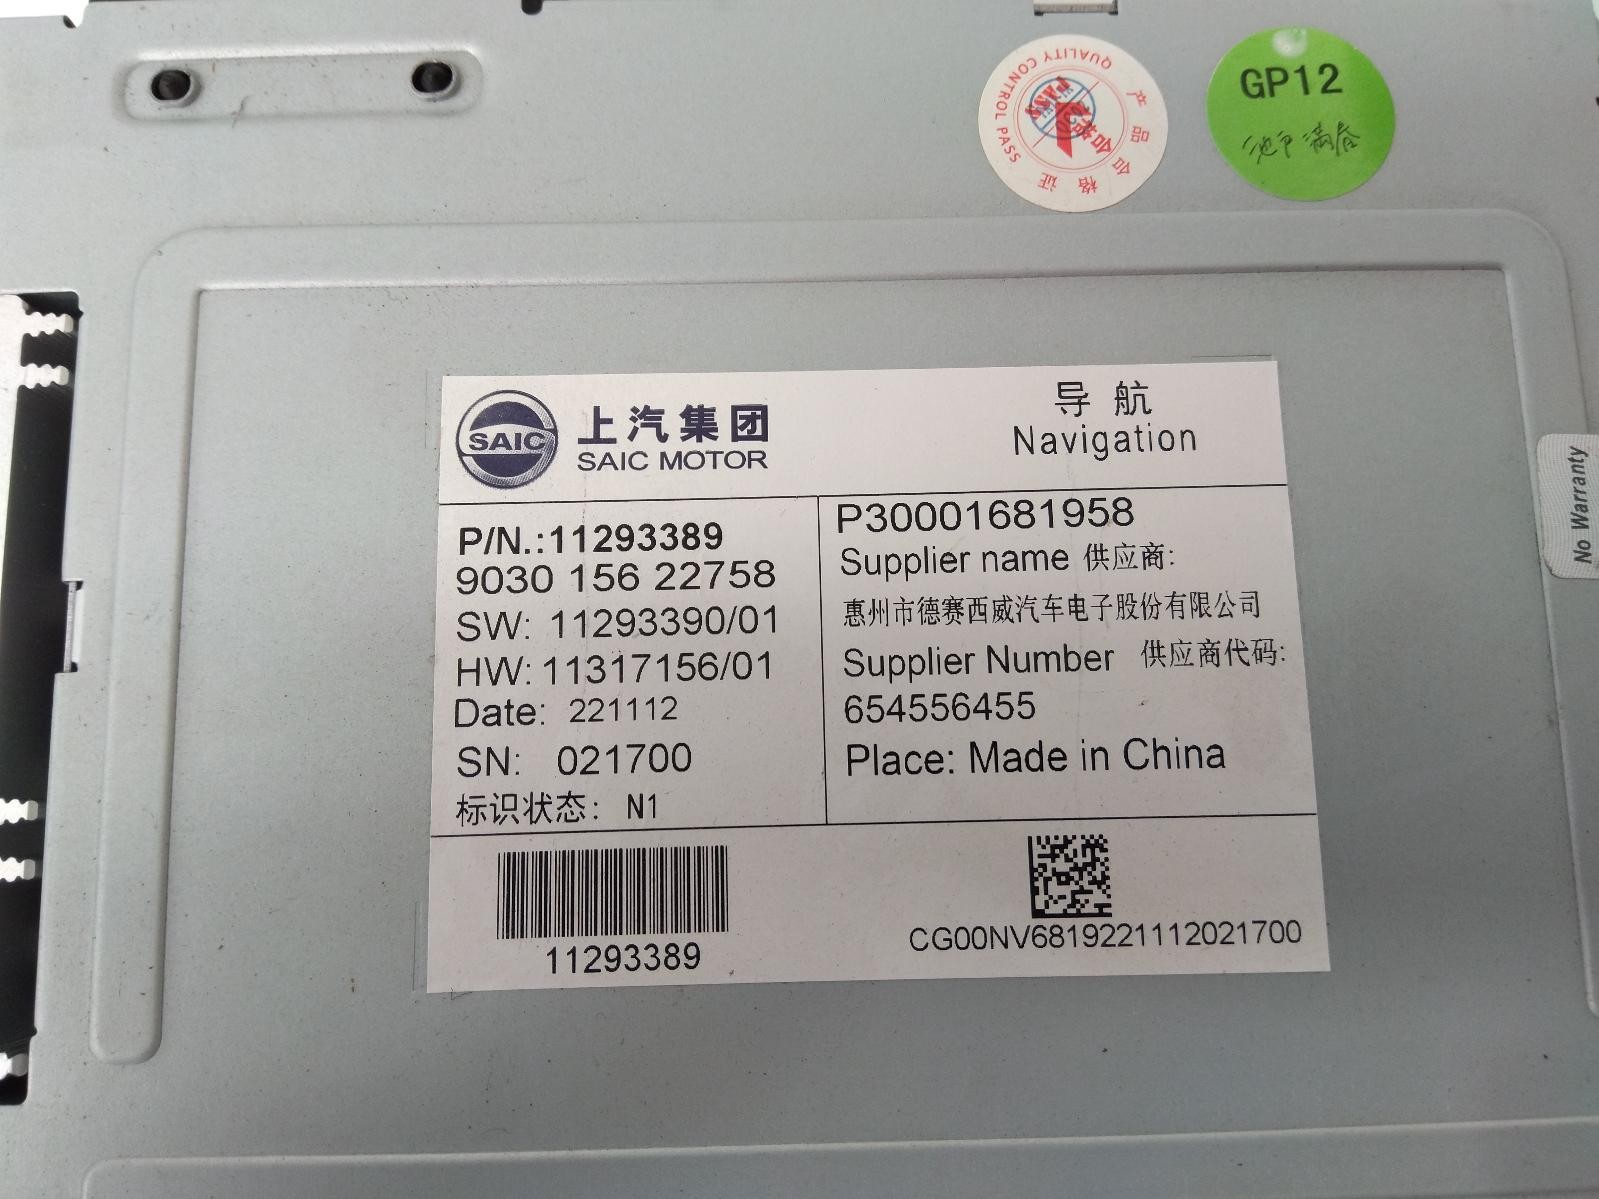 QUALITY CONTROL PASS
产品合格证
合格
GP12
SAIC
上汽集团
SAIC MOTOR
导航
Navigation
P/N.:11293389
9030 156 22758
SW: 11293390/01
HW: 11317156/01
Date: 221112
SN: 021700
标识状态: N1
P30001681958
Supplier name 供应商:
惠州市德赛西威汽车电子股份有限公司
Supplier Number 供应商代码:
654556455
Place: Made in China
11293389
CG00NV6819221112021700
No Warranty